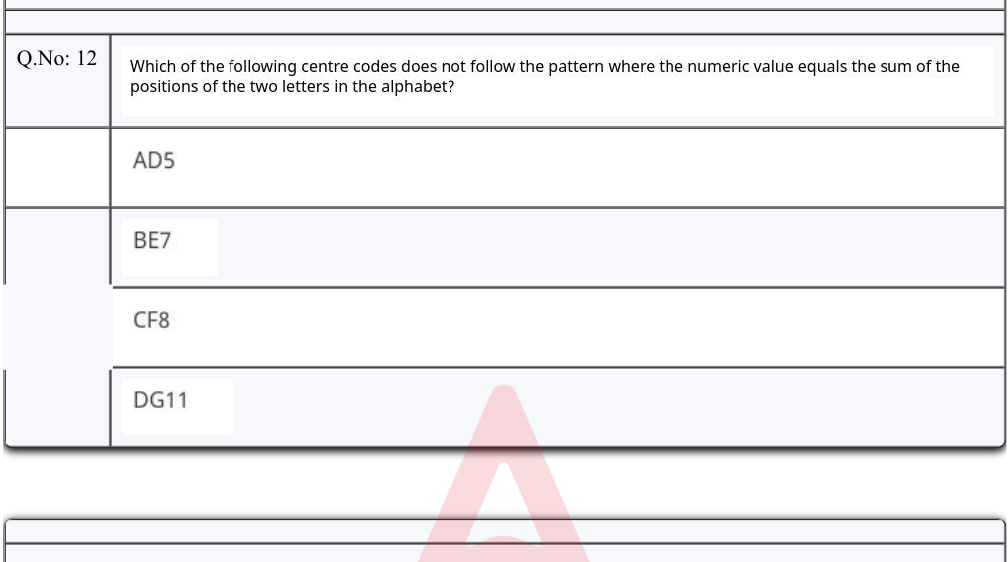 Q.No: 12
Which of the following centre codes does not follow the pattern where the numeric value equals the sum of the
positions of the two letters in the alphabet?
AD5
BE7
CF8
DG11